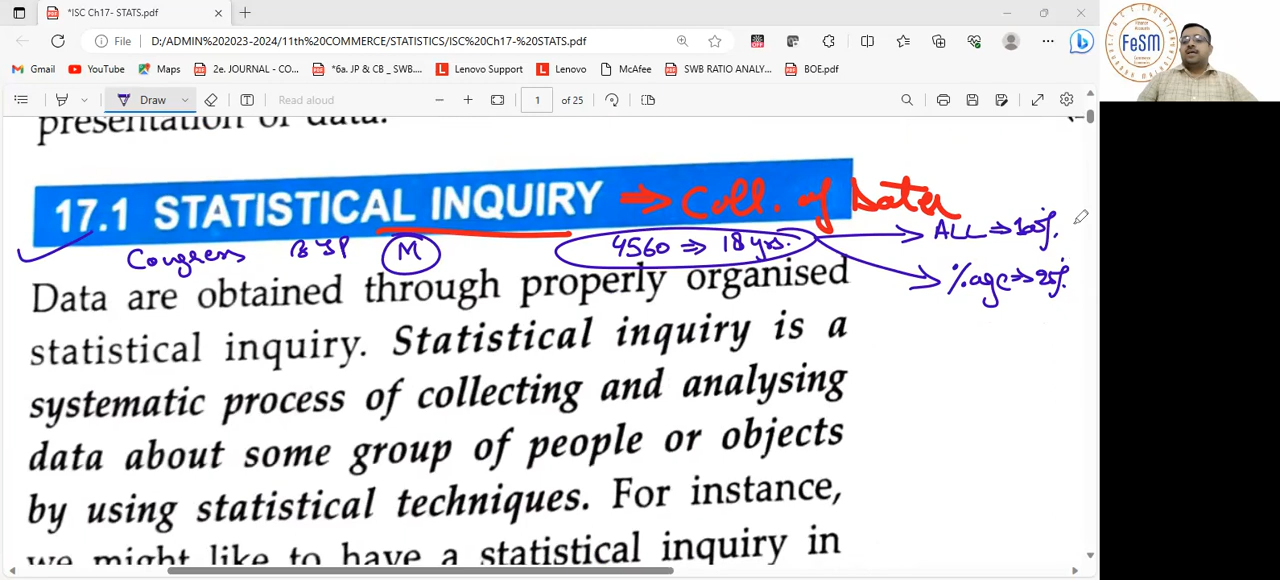 *ISC Ch17- STATS.pdf
File D:/ADMIN%202023-2024/11th%20COMMERCE/STATISTICS/ISC%20Ch17-%20STATS.pdf
Gmail YouTube Maps 2e. JOURNAL - CO... *6a. JP & CB _ SWB... Lenovo Support Lenovo McAfee SWB RATIO ANALY... BOE.pdf
Draw Read aloud 1 of 25
FeSM
presentation of data.
17.1 STATISTICAL INQUIRY ⇒ Coll. of Data
Congress BJP M 4560 ⇒ 18 yrs. ALL ⇒ 100%.
%age ⇒ 25%.
Data are obtained through properly organised
statistical inquiry. Statistical inquiry is a
systematic process of collecting and analysing
data about some group of people or objects
by using statistical techniques. For instance,
we might like to have a statistical inquiry in